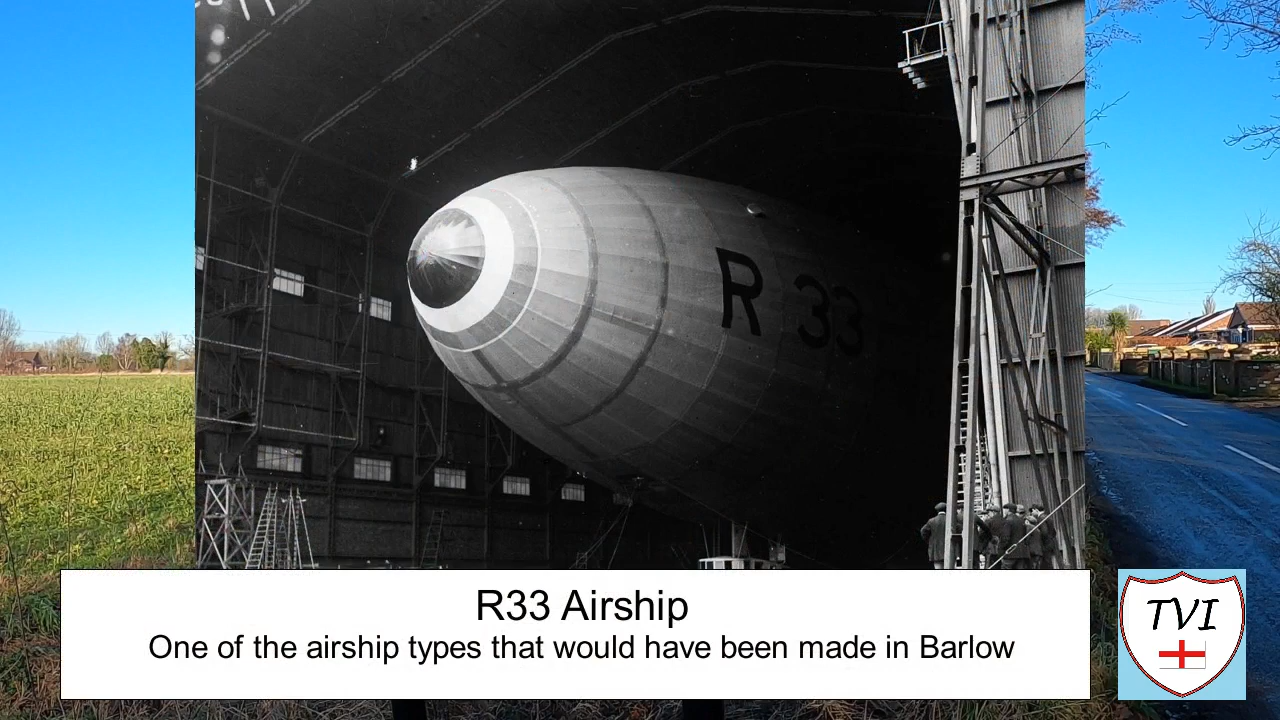 R 33
R33 Airship
One of the airship types that would have been made in Barlow
TVI